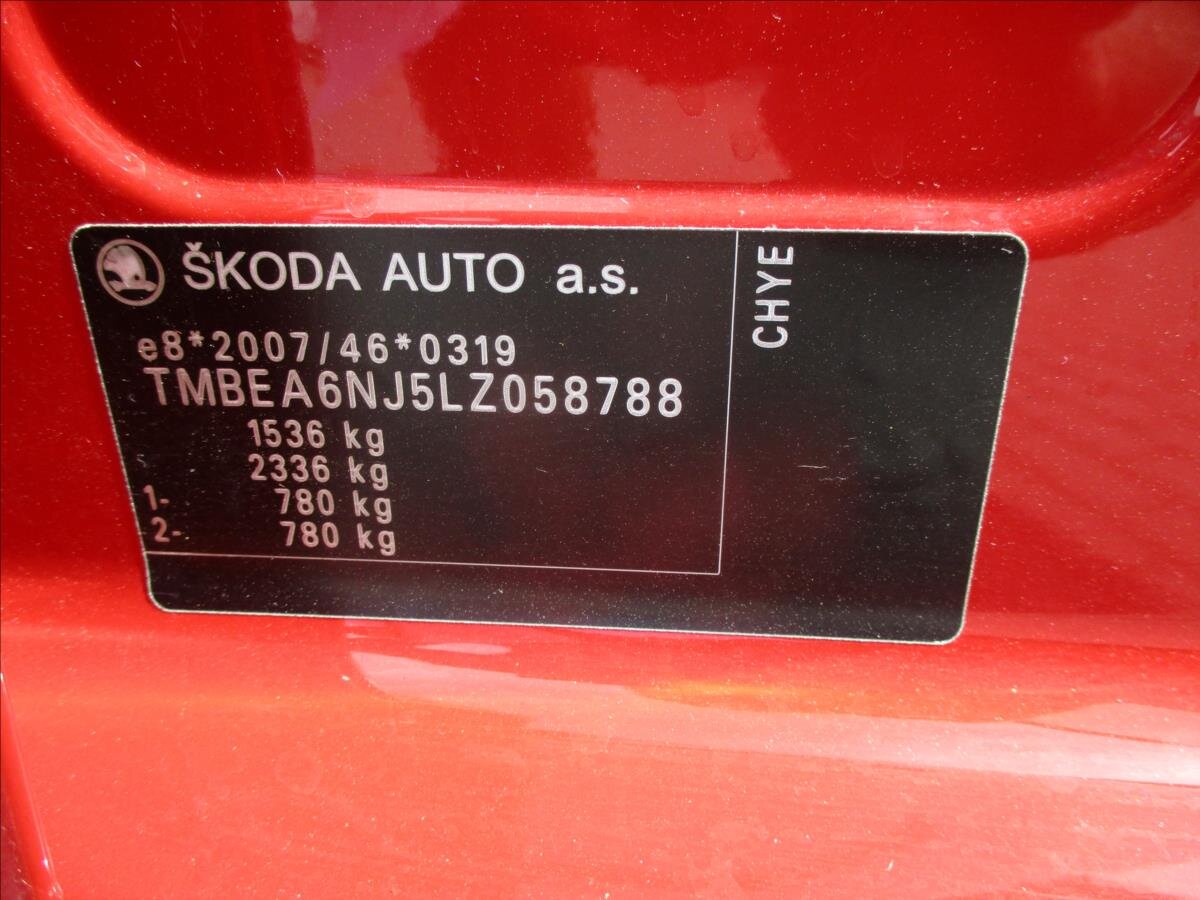 ŠKODA AUTO a.s.
e8*2007/46*0319
TMBEA6NJ5LZ058788
1536 kg
2336 kg
1- 780 kg
2- 780 kg
CHYE